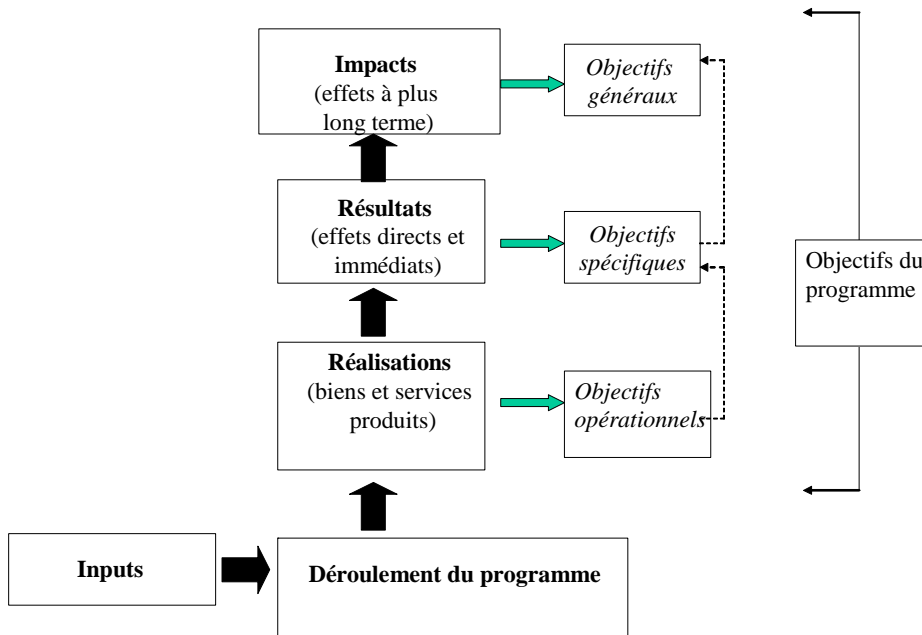 Impacts
(effets à plus
long terme)
Objectifs
généraux
Résultats
(effets directs et
immédiats)
Objectifs
spécifiques
Objectifs du
programme
Réalisations
(biens et services
produits)
Objectifs
opérationnels
Inputs
Déroulement du programme